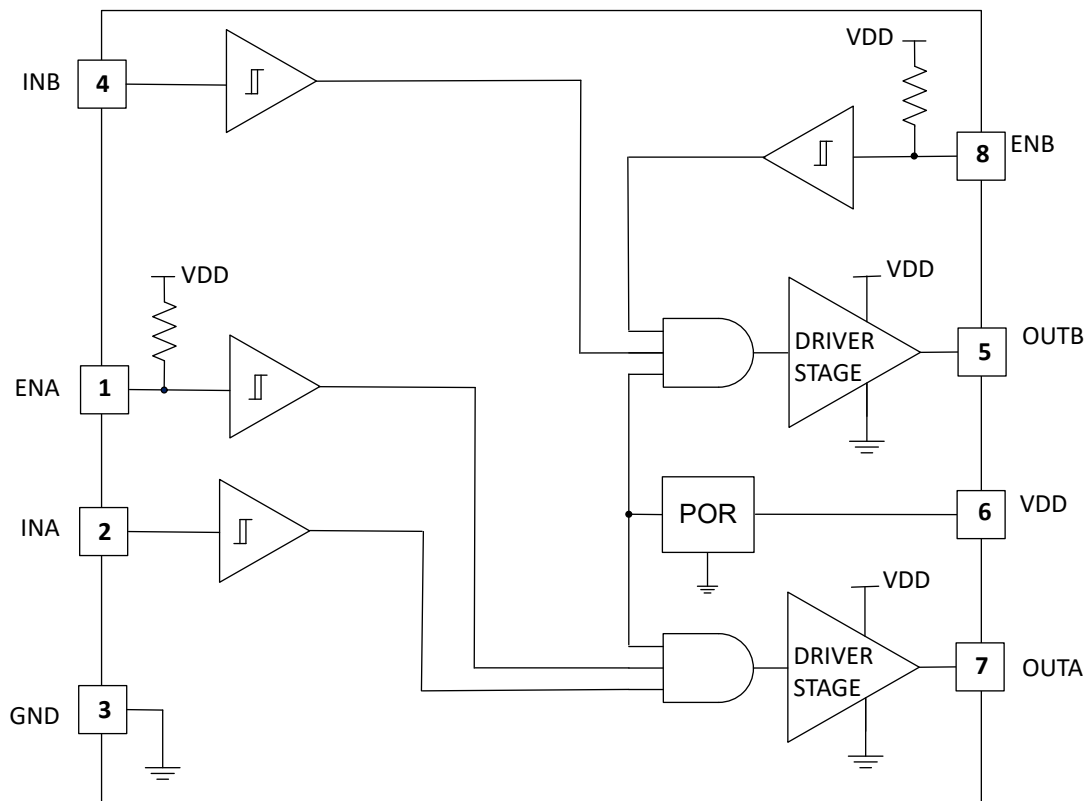 VDD
INB
4
8
ENB
VDD
VDD
DRIVER
STAGE
5
OUTB
ENA
1
INA
2
POR
6
VDD
VDD
DRIVER
STAGE
7
OUTA
GND
3